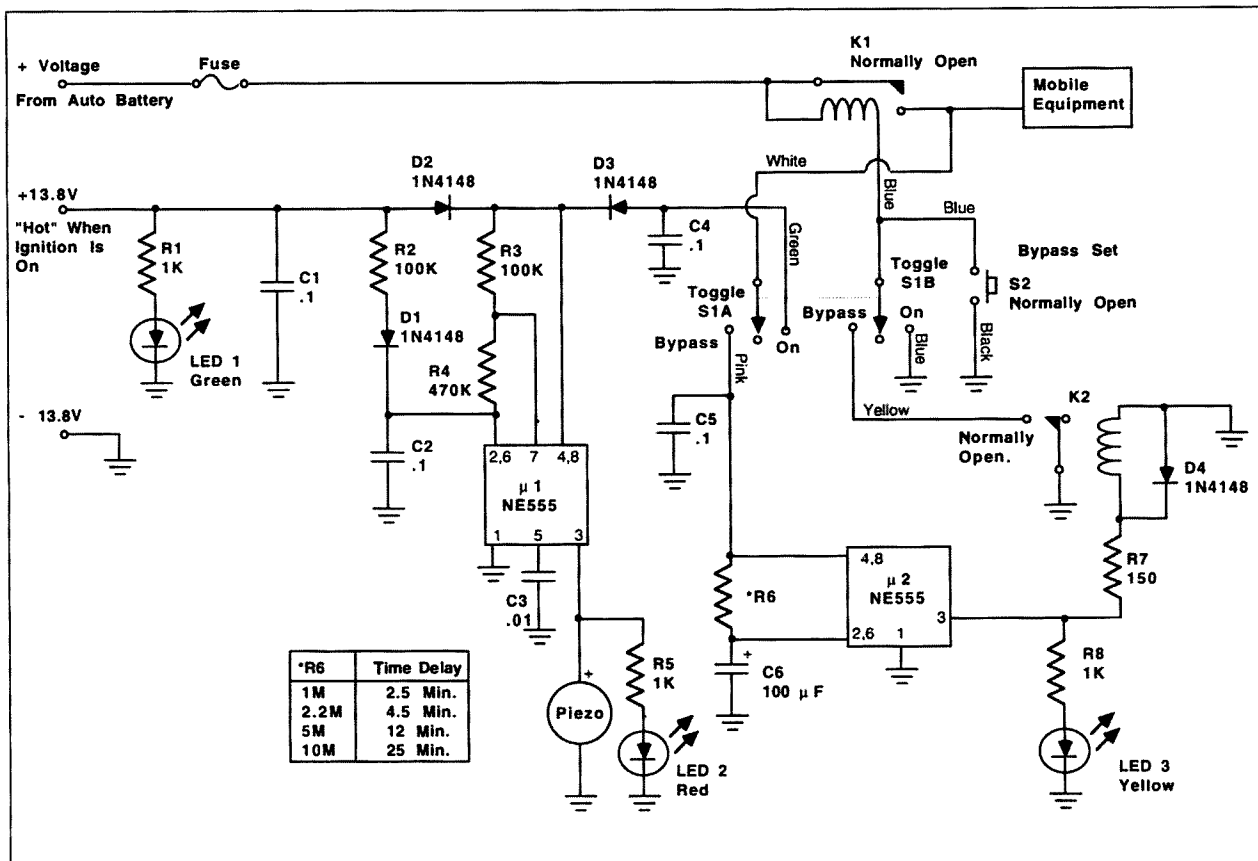 K1
Normally Open
+ Voltage
From Auto Battery
Fuse
Mobile
Equipment
White
Blue
Blue
D2
1N4148
D3
1N4148
+13.8V
"Hot" When
Ignition Is
On
R1
1K
C1
.1
R2
100K
R3
100K
C4
.1
Green
Toggle
S1A
Toggle
S1B
Bypass Set
S2
Normally Open
D1
1N4148
LED 1
Green
R4
470K
Bypass
On
Bypass
On
Pink
Blue
Black
- 13.8V
C2
.1
C5
.1
Yellow
K2
Normally
Open.
D4
1N4148
2,6
7
4,8
μ 1
NE555
1
5
3
C3
.01
*R6
4,8
μ 2
NE555
3
2,6
1
R7
150
C6
+
100 μ F
R8
1K
*R6 Time Delay
1M 2.5 Min.
2.2M 4.5 Min.
5M 12 Min.
10M 25 Min.
+
Piezo
R5
1K
LED 2
Red
LED 3
Yellow